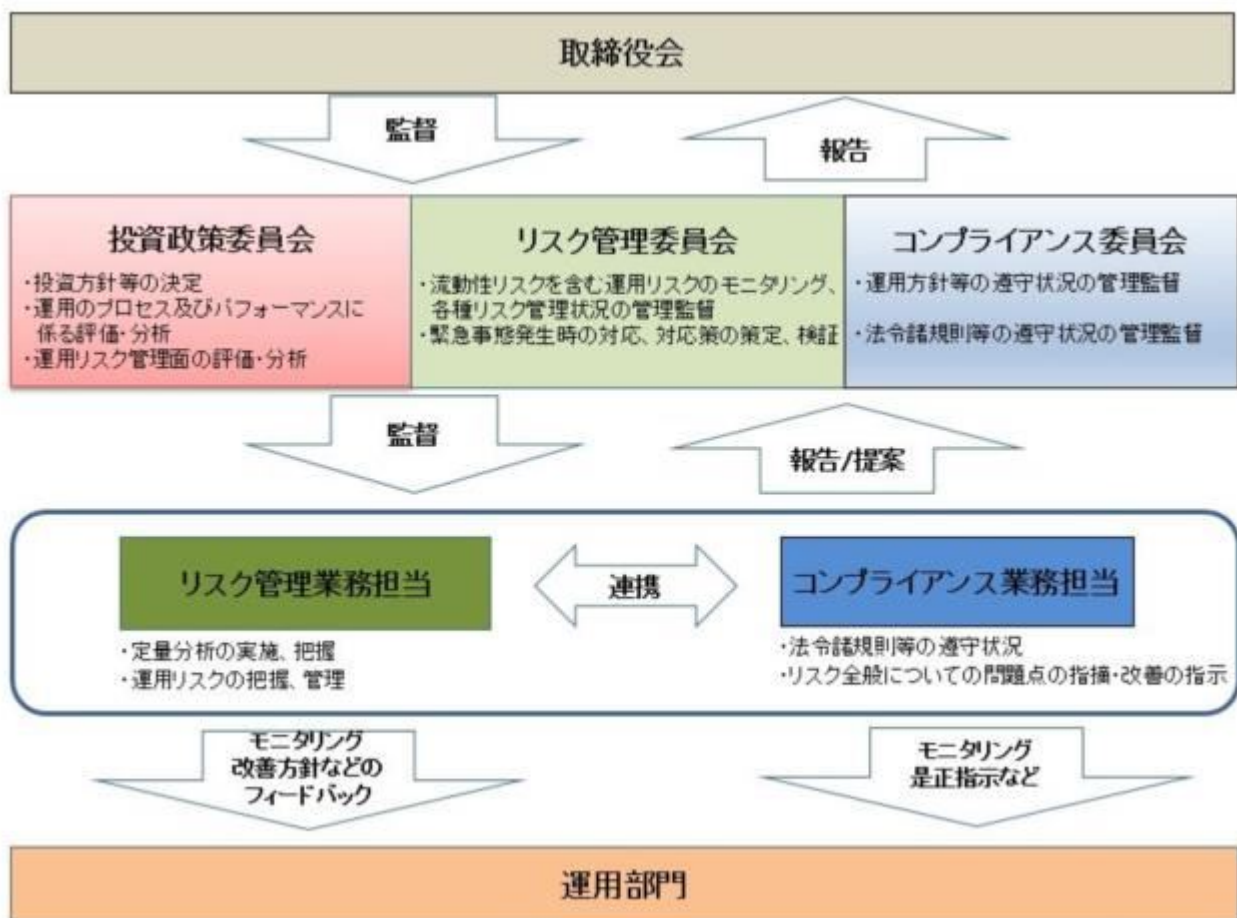 取締役会
監督
報告
投資政策委員会
・投資方針等の決定
・運用のプロセス及びパフォーマンスに
係る評価・分析
・運用リスク管理面の評価・分析
リスク管理委員会
・流動性リスクを含む運用リスクのモニタリング、
各種リスク管理状況の管理監督
・緊急事態発生時の対応、対応策の策定、検証
コンプライアンス委員会
・運用方針等の遵守状況の管理監督
・法令諸規則等の遵守状況の管理監督
監督
報告/提案
リスク管理業務担当
・定量分析の実施、把握
・運用リスクの把握、管理
連携
コンプライアンス業務担当
・法令諸規則等の遵守状況
・リスク全般についての問題点の指摘・改善の指示
モニタリング
改善方針などの
フィードバック
モニタリング
是正指示など
運用部門